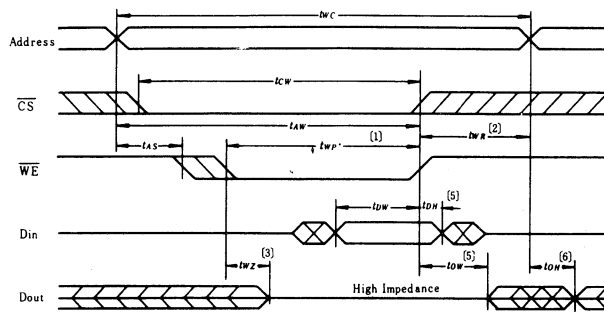 tWC
Address
tCW
CS
tAW
tAS
tWP (1)
tWR (2)
WE
tDW
tDH (5)
Din
tWZ (3)
tOW (5)
tOH (6)
High Impedance
Dout